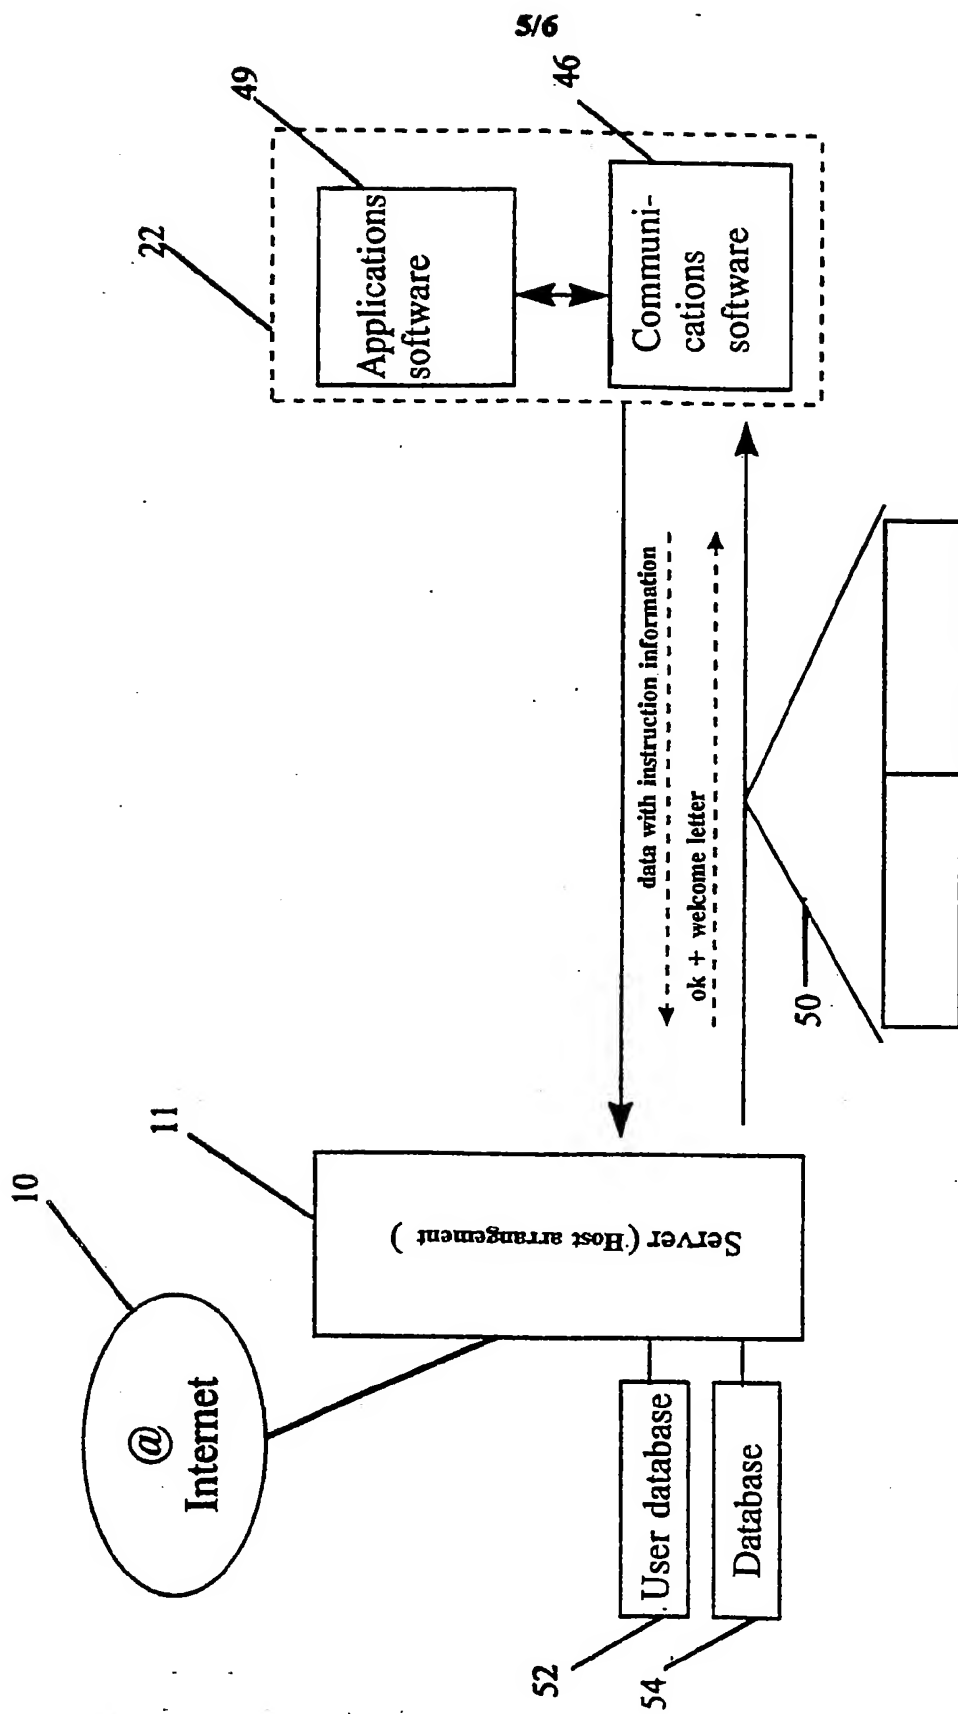 5/6
10
@
Internet
11
Server (Host arrangement )
User database
52
Database
54
22
49
Applications
software
46
Communi-
cations
software
data with instruction information
ok + welcome letter
50